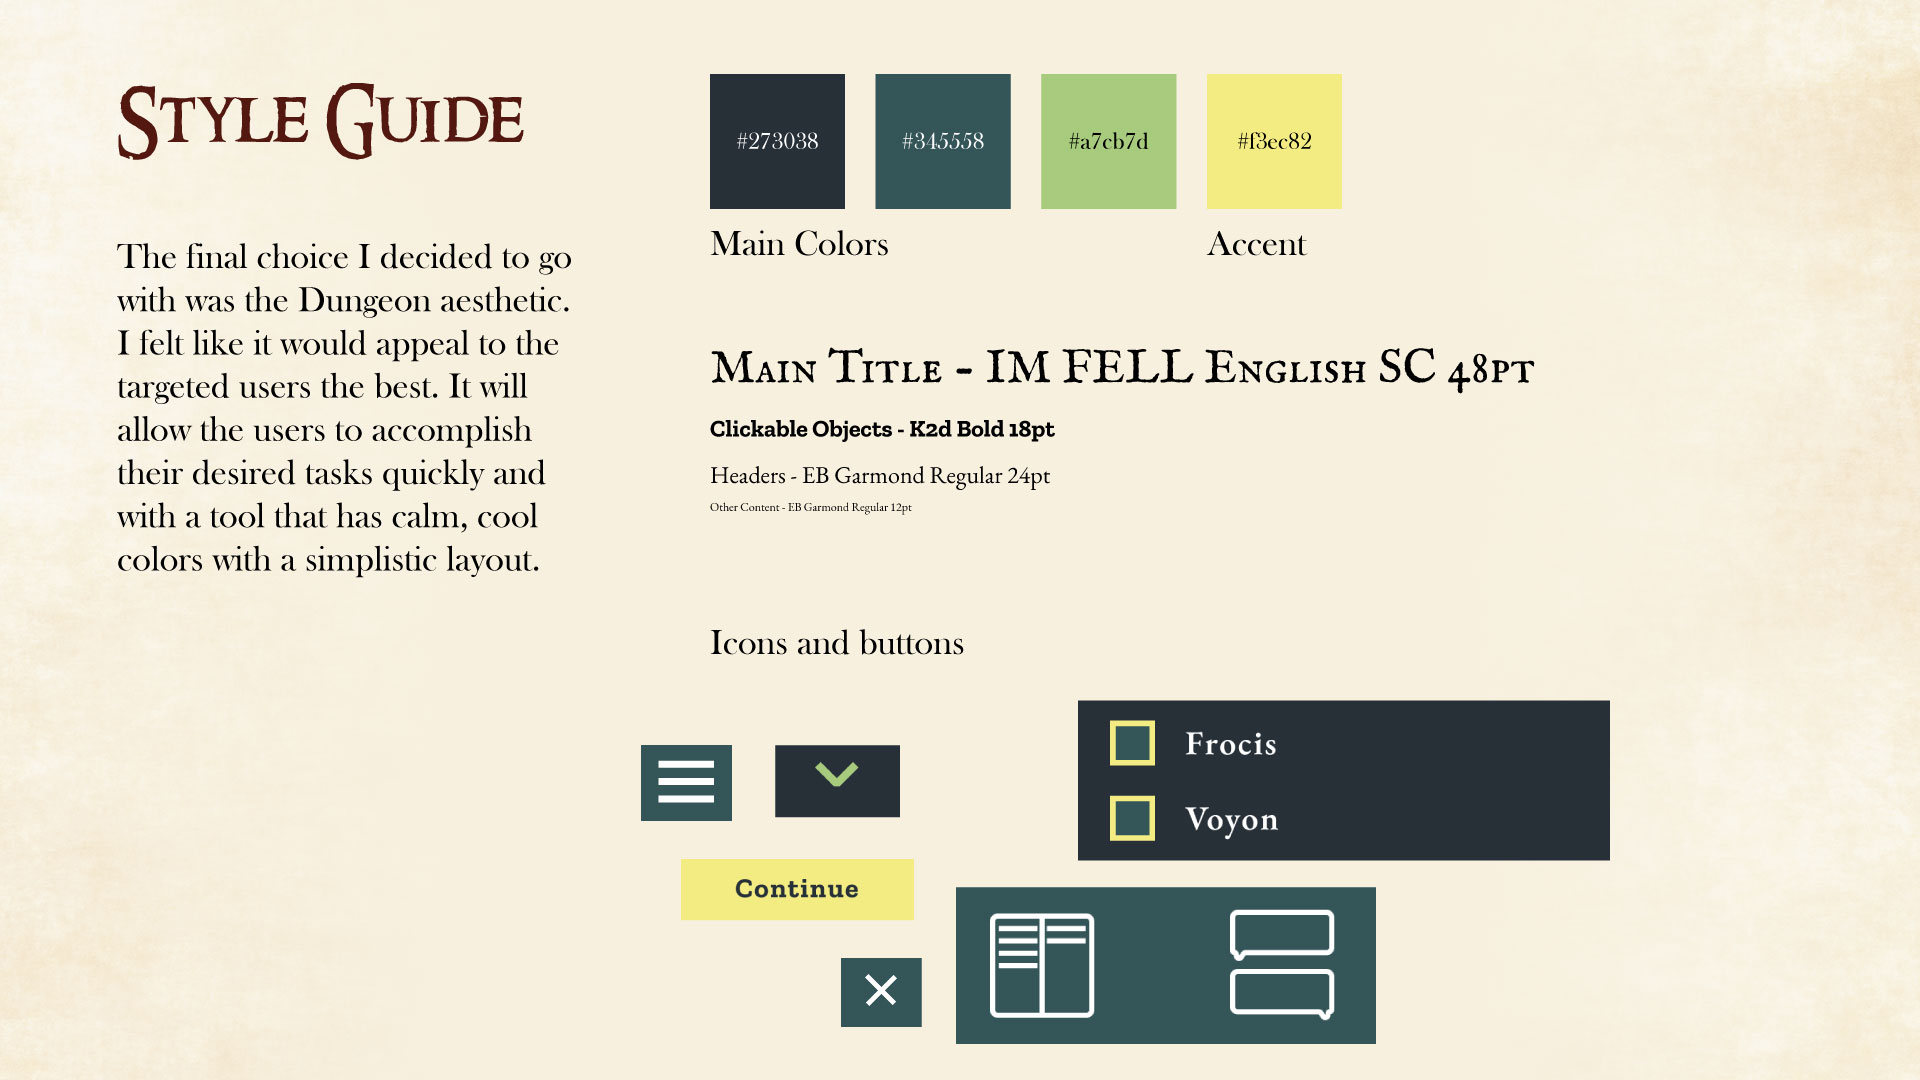 Style Guide
The final choice I decided to go
with was the Dungeon aesthetic.
I felt like it would appeal to the
targeted users the best. It will
allow the users to accomplish
their desired tasks quickly and
with a tool that has calm, cool
colors with a simplistic layout.
#273038 #345558 #a7cb7d #f3ec82
Main Colors Accent
Main Title - IM FELL English SC 48pt
Clickable Objects - K2d Bold 18pt
Headers - EB Garmond Regular 24pt
Other Content - EB Garmond Regular 12pt
Icons and buttons
Frocis
Voyon
Continue